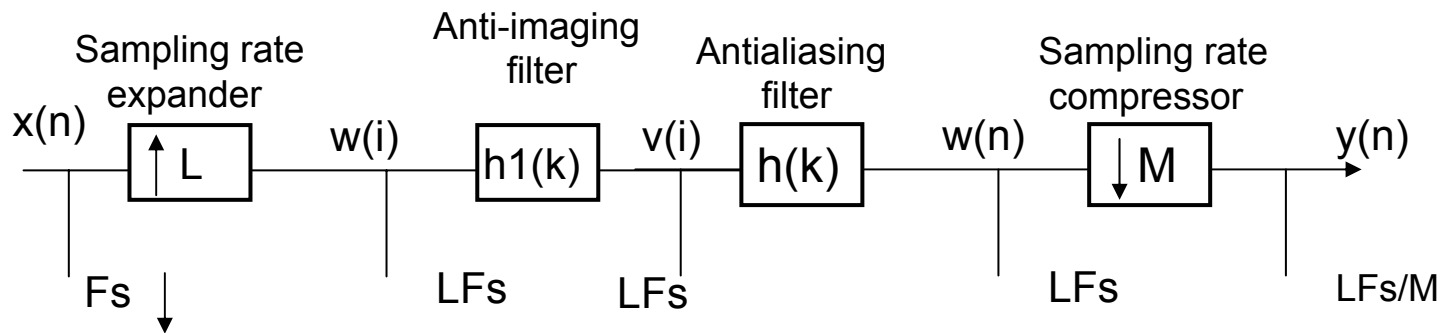 Sampling rate
expander
Anti-imaging
filter
Antialiasing
filter
Sampling rate
compressor
x(n)
L
w(i)
h1(k)
v(i)
h(k)
w(n)
M
y(n)
Fs
LFs
LFs
LFs
LFs/M